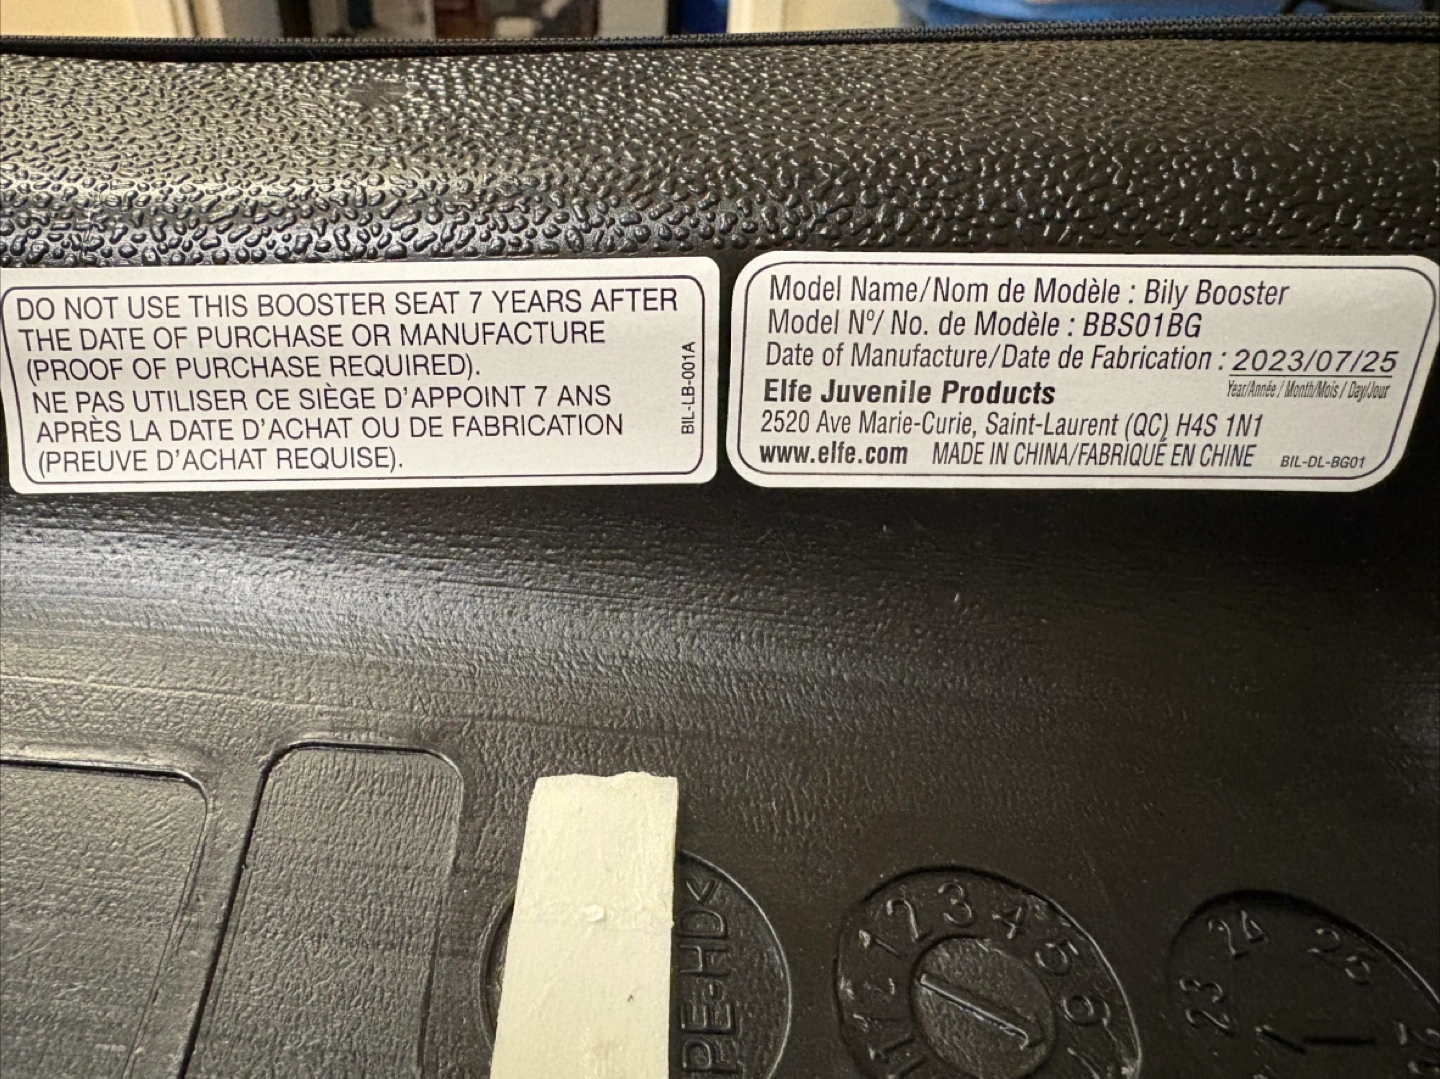 DO NOT USE THIS BOOSTER SEAT 7 YEARS AFTER
THE DATE OF PURCHASE OR MANUFACTURE
(PROOF OF PURCHASE REQUIRED).
NE PAS UTILISER CE SIÈGE D'APPOINT 7 ANS
APRÈS LA DATE D'ACHAT OU DE FABRICATION
(PREUVE D'ACHAT REQUISE).
BIL-LB-001A
Model Name/Nom de Modèle : Bily Booster
Model Nº/ No. de Modèle : BBS01BG
Date of Manufacture/Date de Fabrication : 2023/07/25
Year/Année / Month/Mois / Day/Jour
Elfe Juvenile Products
2520 Ave Marie-Curie, Saint-Laurent (QC) H4S 1N1
www.elfe.com MADE IN CHINA/FABRIQUÉ EN CHINE BIL-DL-BG01
PE-HD<
11 12 1 2 3 4 5 6
23 24 25